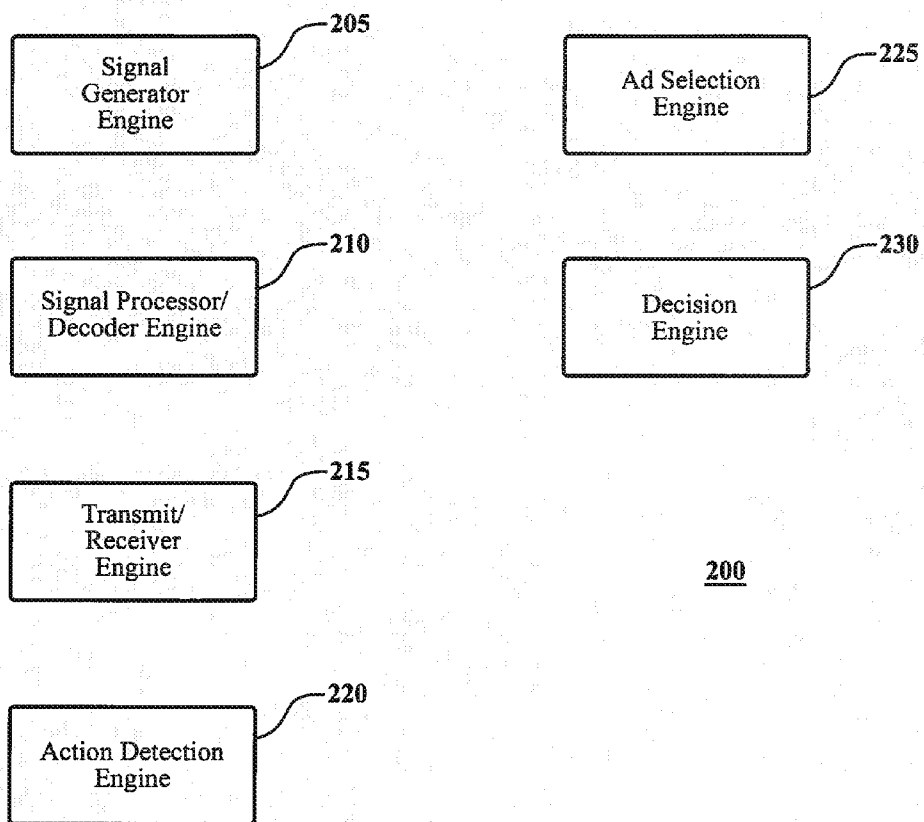 205
Signal
Generator
Engine
225
Ad Selection
Engine
210
Signal Processor/
Decoder Engine
230
Decision
Engine
215
Transmit/
Receiver
Engine
200
220
Action Detection
Engine